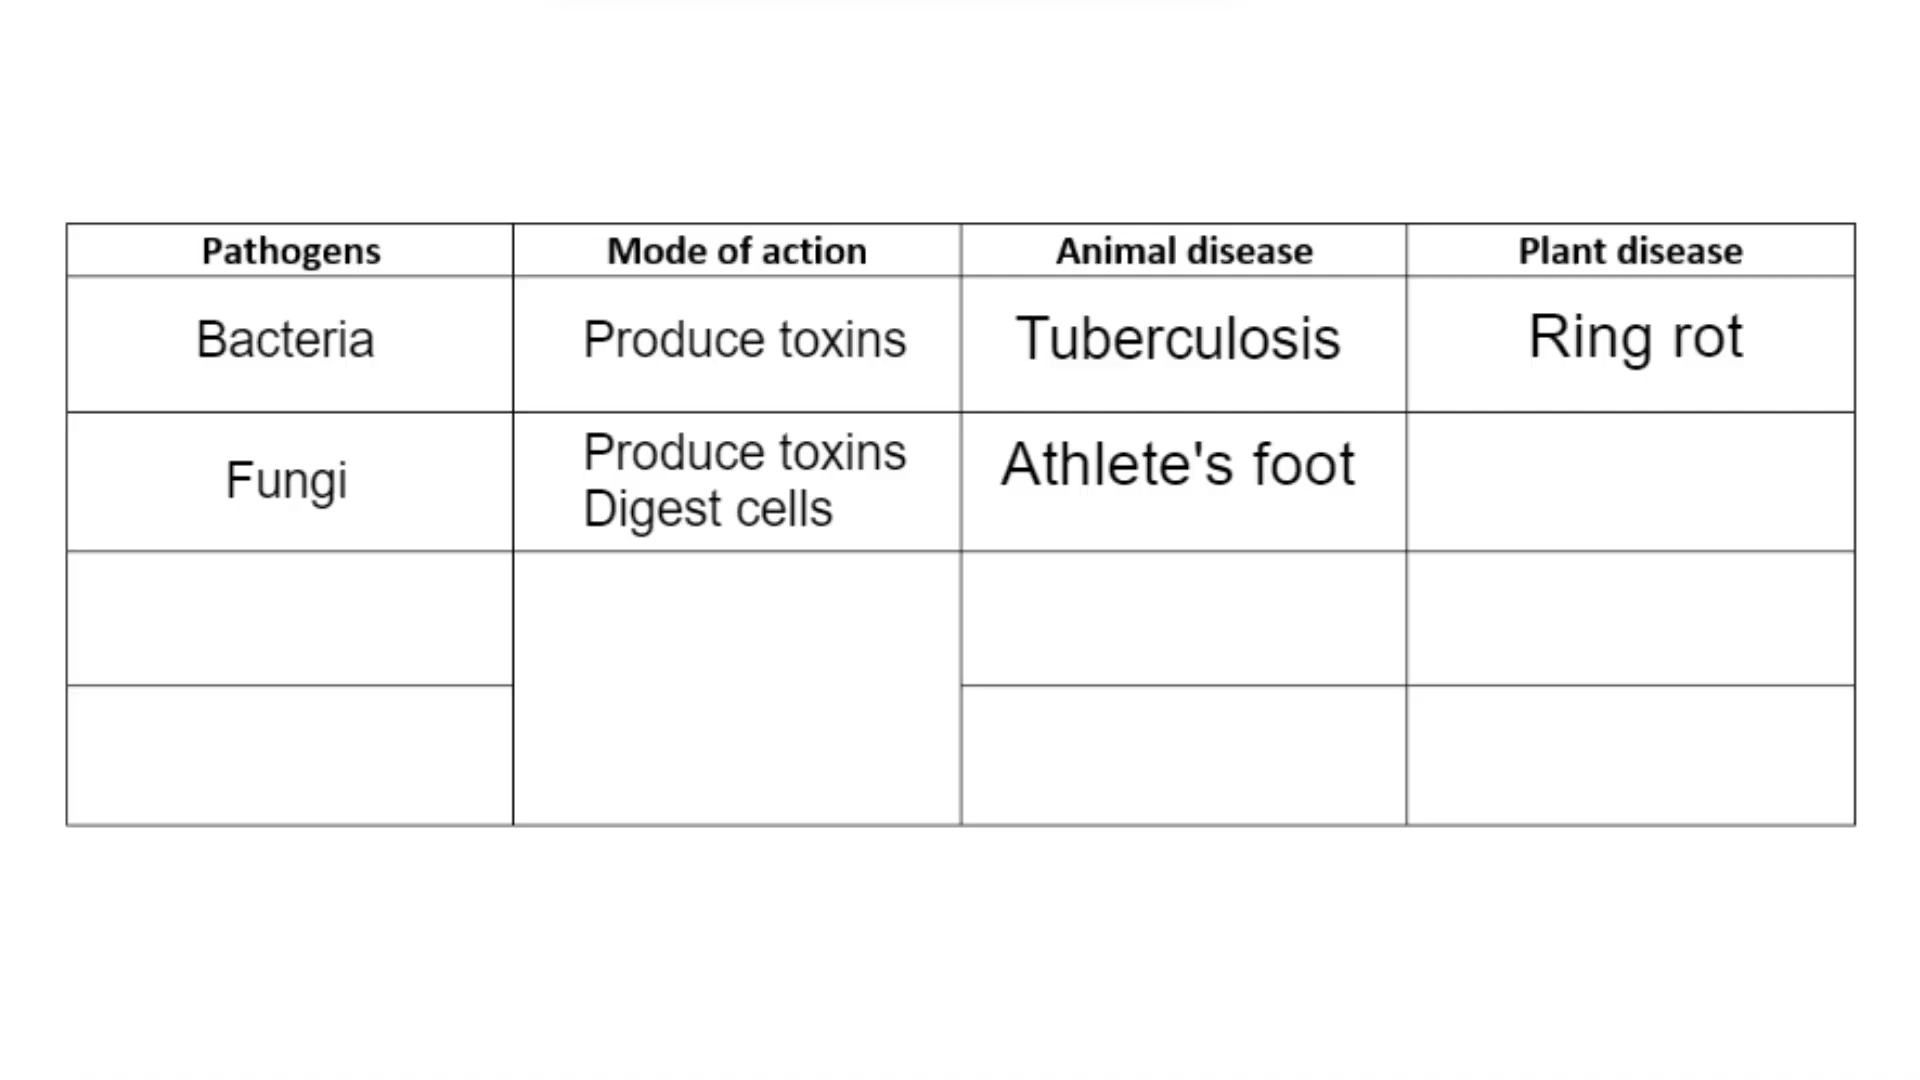 Pathogens Mode of action Animal disease Plant disease
Bacteria Produce toxins Tuberculosis Ring rot
Fungi Produce toxins Athlete's foot
Digest cells